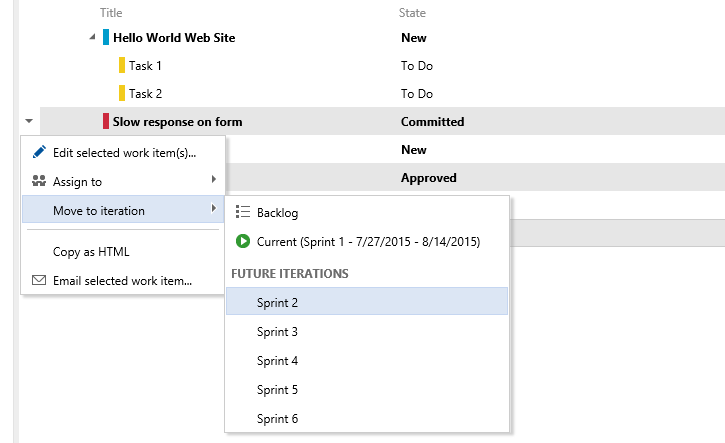 Title State
Hello World Web Site New
Task 1 To Do
Task 2 To Do
Slow response on form Committed
Edit selected work item(s)... New
Assign to Approved
Move to iteration
Backlog
Copy as HTML
Current (Sprint 1 - 7/27/2015 - 8/14/2015)
Email selected work item...
FUTURE ITERATIONS
Sprint 2
Sprint 3
Sprint 4
Sprint 5
Sprint 6